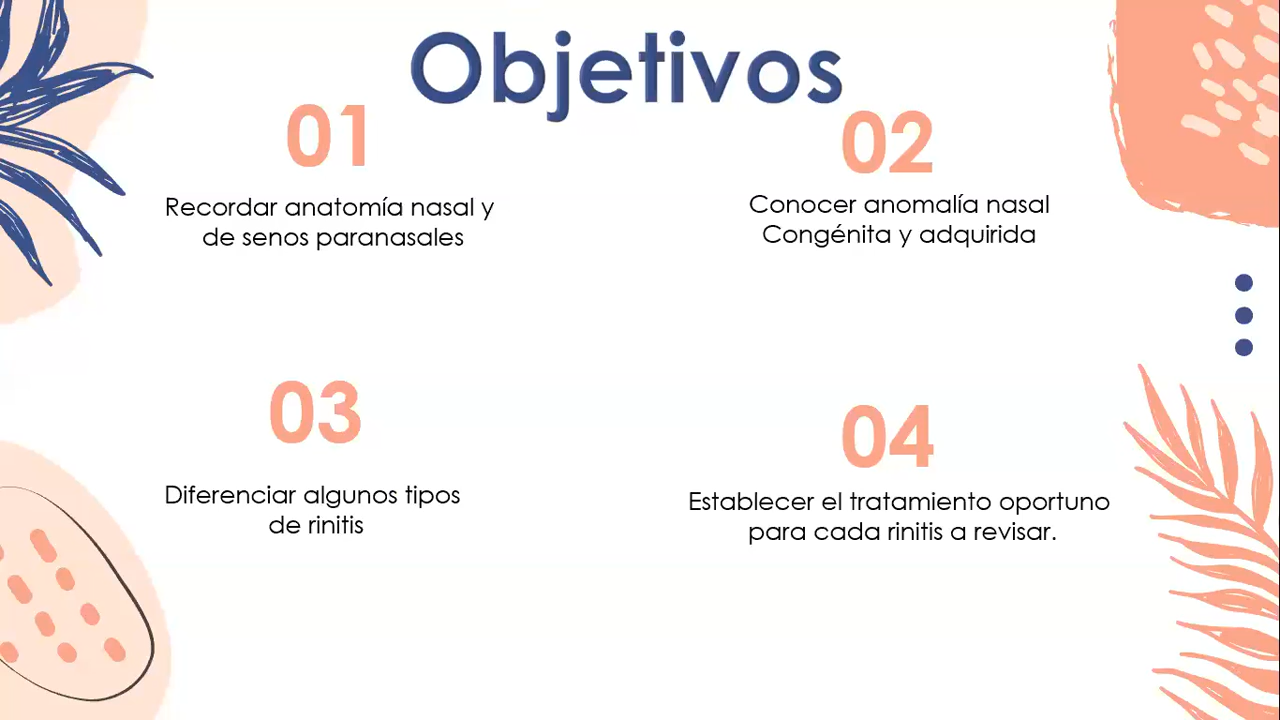 Objetivos
01
Recordar anatomía nasal y
de senos paranasales
02
Conocer anomalía nasal
Congénita y adquirida
03
Diferenciar algunos tipos
de rinitis
04
Establecer el tratamiento oportuno
para cada rinitis a revisar.